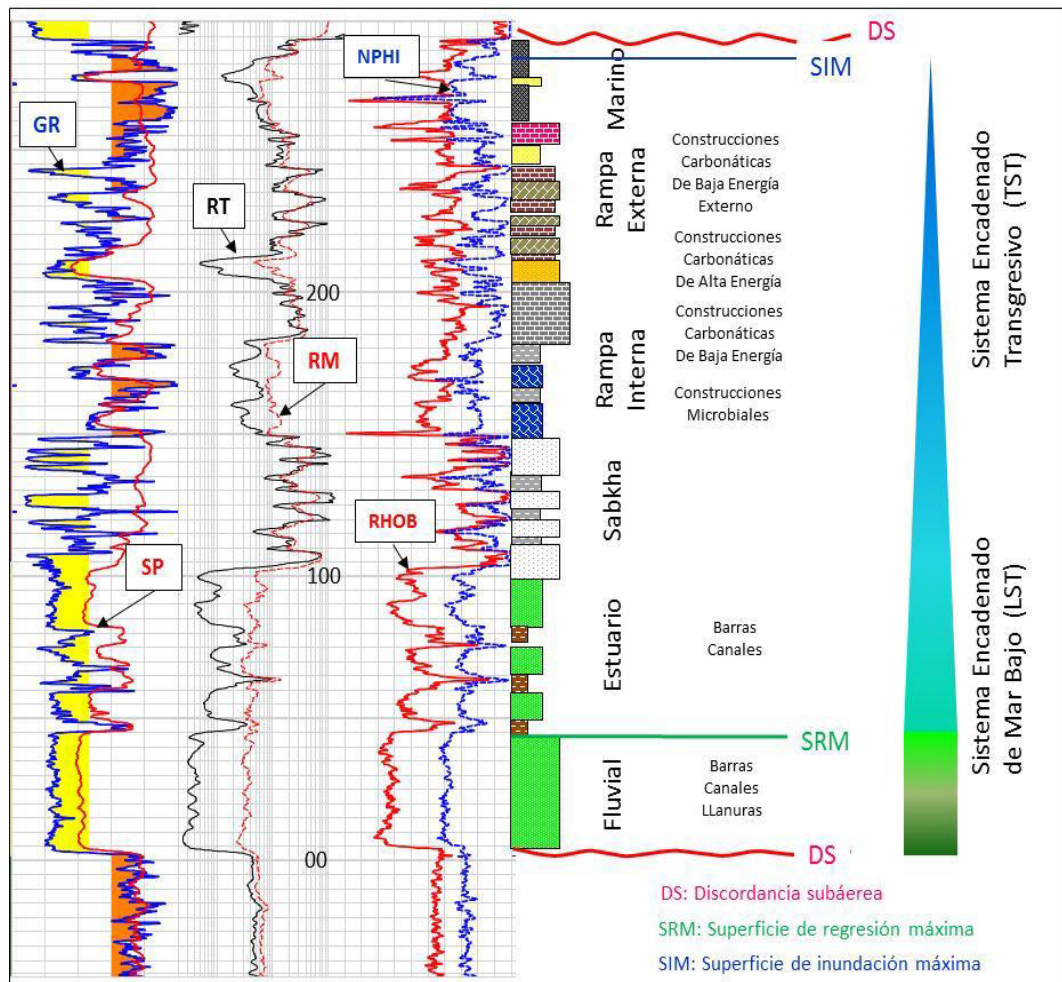 DS
NPHI
SIM
GR
Marino
RT
Rampa
Externa
Construcciones
Carbonáticas
De Baja Energía
Externo
Construcciones
Carbonáticas
De Alta Energía
200
RM
Rampa
Interna
Construcciones
Carbonáticas
De Baja Energía
Construcciones
Microbiales
Sistema Encadenado
Transgresivo (TST)
Sabkha
RHOB
SP
100
Estuario
Barras
Canales
SRM
Sistema Encadenado
de Mar Bajo (LST)
Fluvial
Barras
Canales
LLanuras
00
DS
DS: Discordancia subáerea
SRM: Superficie de regresión máxima
SIM: Superficie de inundación máxima